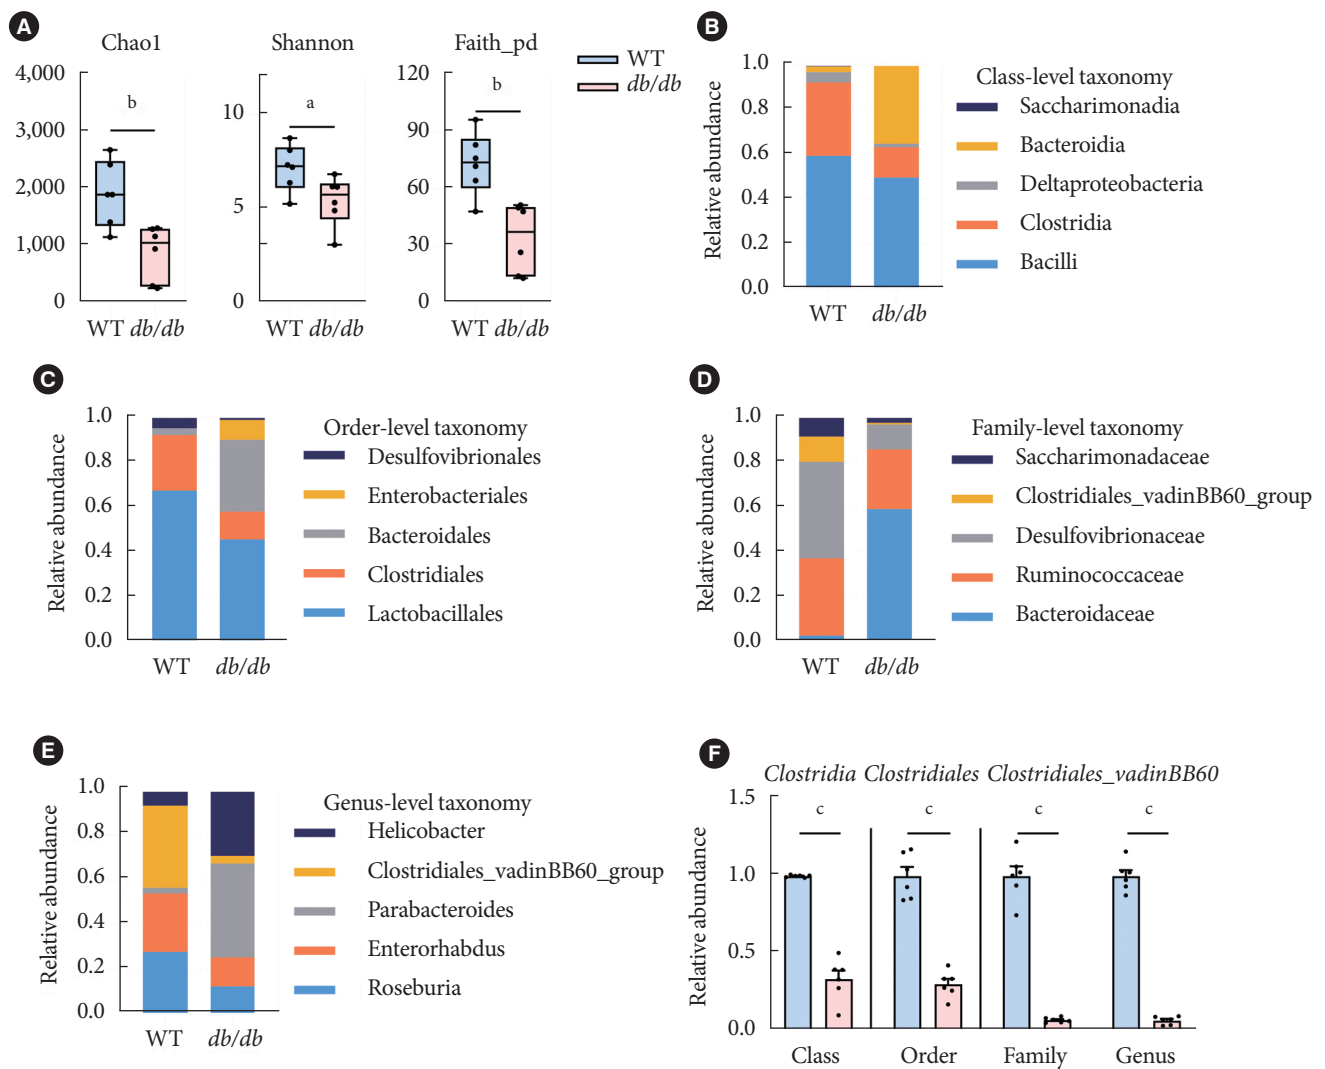 A
Chao1
Shannon
Faith_pd
WT
db/db
4,000
3,000
2,000
1,000
0
b
WT db/db
10
5
0
a
WT db/db
120
90
60
30
0
b
WT db/db
B
Relative abundance
1.0
0.8
0.6
0.4
0.2
0.0
WT
db/db
Class-level taxonomy
Saccharimonadia
Bacteroidia
Deltaproteobacteria
Clostridia
Bacilli
C
Relative abundance
1.0
0.8
0.6
0.4
0.2
0.0
WT
db/db
Order-level taxonomy
Desulfovibrionales
Enterobacteriales
Bacteroidales
Clostridiales
Lactobacillales
D
Relative abundance
1.0
0.8
0.6
0.4
0.2
0.0
WT
db/db
Family-level taxonomy
Saccharimonadaceae
Clostridiales_vadinBB60_group
Desulfovibrionaceae
Ruminococcaceae
Bacteroidaceae
E
Relative abundance
1.0
0.8
0.6
0.4
0.2
0.0
WT
db/db
Genus-level taxonomy
Helicobacter
Clostridiales_vadinBB60_group
Parabacteroides
Enterorhabdus
Roseburia
F
Clostridia Clostridiales Clostridiales_vadinBB60
Relative abundance
1.5
1.0
0.5
0.0
c
c
c
c
Class
Order
Family
Genus